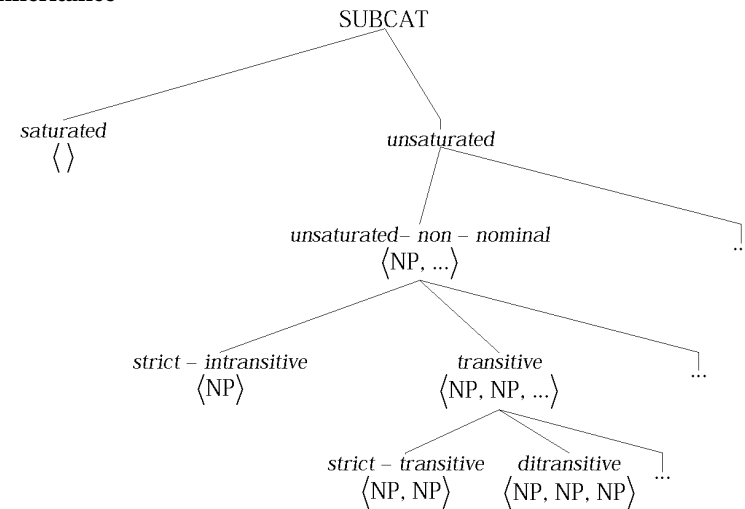 SUBCAT
saturated
⟨ ⟩
unsaturated
unsaturated– non – nominal
⟨NP, ...⟩
..
strict – intransitive
⟨NP⟩
transitive
⟨NP, NP, ...⟩
...
strict – transitive
⟨NP, NP⟩
ditransitive
⟨NP, NP, NP⟩
...